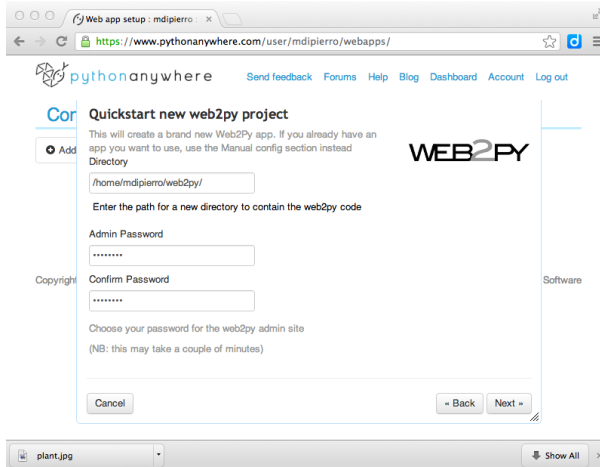 Web app setup : mdipierro :
https://www.pythonanywhere.com/user/mdipierro/webapps/
pythonanywhere
Send feedback Forums Help Blog Dashboard Account Log out
Con
Add
Quickstart new web2py project
This will create a brand new Web2Py app. If you already have an
app you want to use, use the Manual config section instead
WEB2PY
Directory
/home/mdipierro/web2py/
Enter the path for a new directory to contain the web2py code
Admin Password
••••••••
Confirm Password
••••••••
Copyright
Software
Choose your password for the web2py admin site
(NB: this may take a couple of minutes)
Cancel
« Back
Next »
plant.jpg
Show All